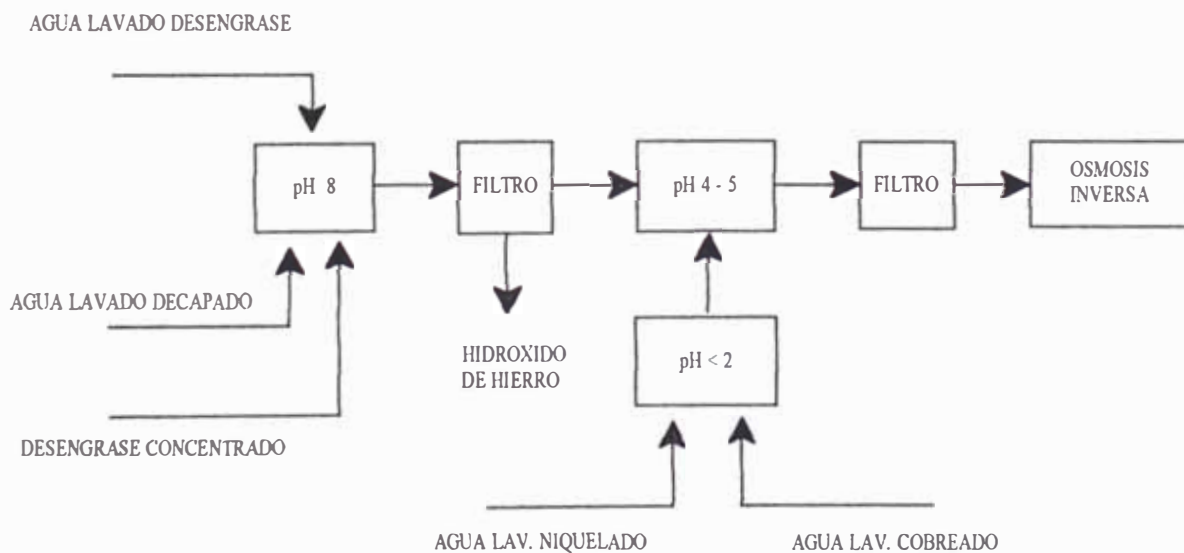 AGUA LAVADO DESENGRASE
pH 8
FILTRO
pH 4 - 5
FILTRO
OSMOSIS
INVERSA
AGUA LAVADO DECAPADO
HIDROXIDO
DE HIERRO
pH < 2
DESENGRASE CONCENTRADO
AGUA LAV. NIQUELADO
AGUA LAV. COBREADO